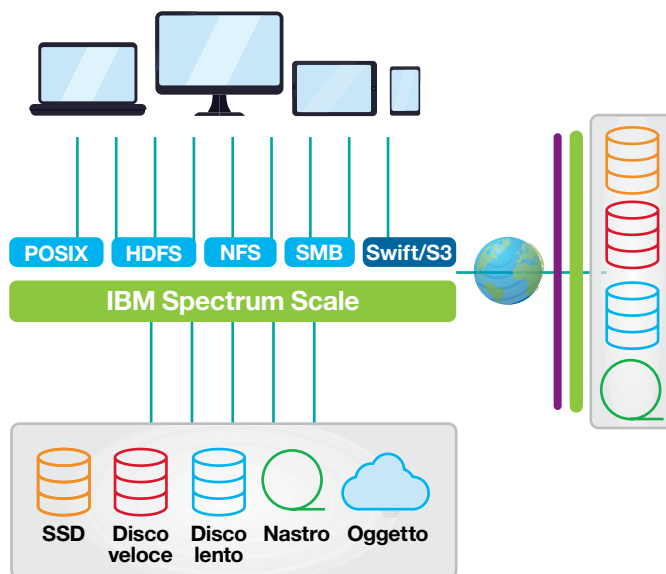 POSIX HDFS NFS SMB Swift/S3
IBM Spectrum Scale
SSD Disco veloce Disco lento Nastro Oggetto